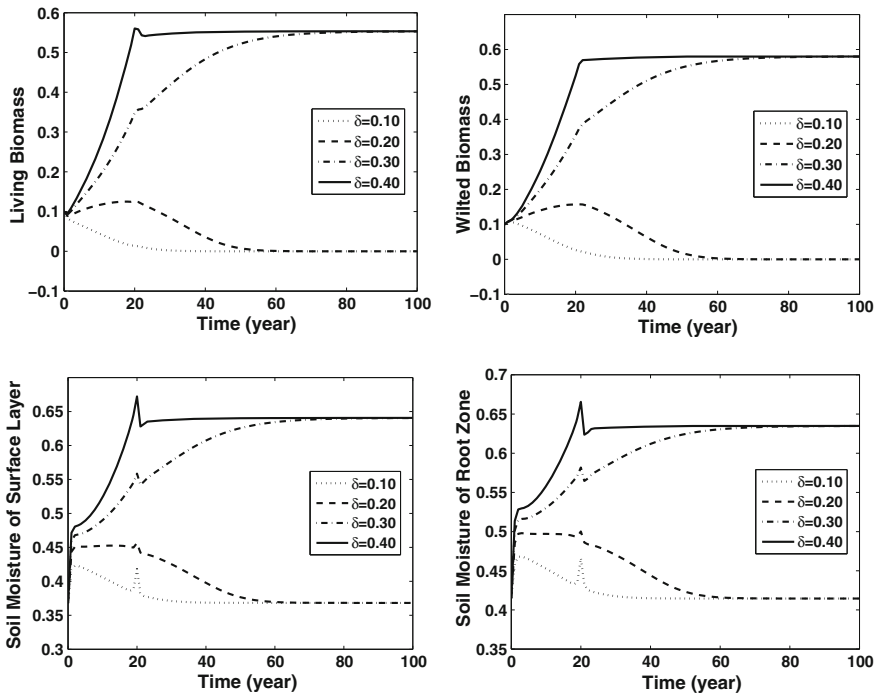 Living Biomass
0.6
0.5
0.4
0.3
0.2
0.1
0
−0.1
0
20
40
60
80
100
Time (year)
δ=0.10
δ=0.20
δ=0.30
δ=0.40
Wilted Biomass
0.6
0.5
0.4
0.3
0.2
0.1
0
−0.1
0
20
40
60
80
100
Time (year)
δ=0.10
δ=0.20
δ=0.30
δ=0.40
Soil Moisture of Surface Layer
0.65
0.6
0.55
0.5
0.45
0.4
0.35
0.3
0
20
40
60
80
100
Time (year)
δ=0.10
δ=0.20
δ=0.30
δ=0.40
Soil Moisture of Root Zone
0.7
0.65
0.6
0.55
0.5
0.45
0.4
0.35
0
20
40
60
80
100
Time (year)
δ=0.10
δ=0.20
δ=0.30
δ=0.40